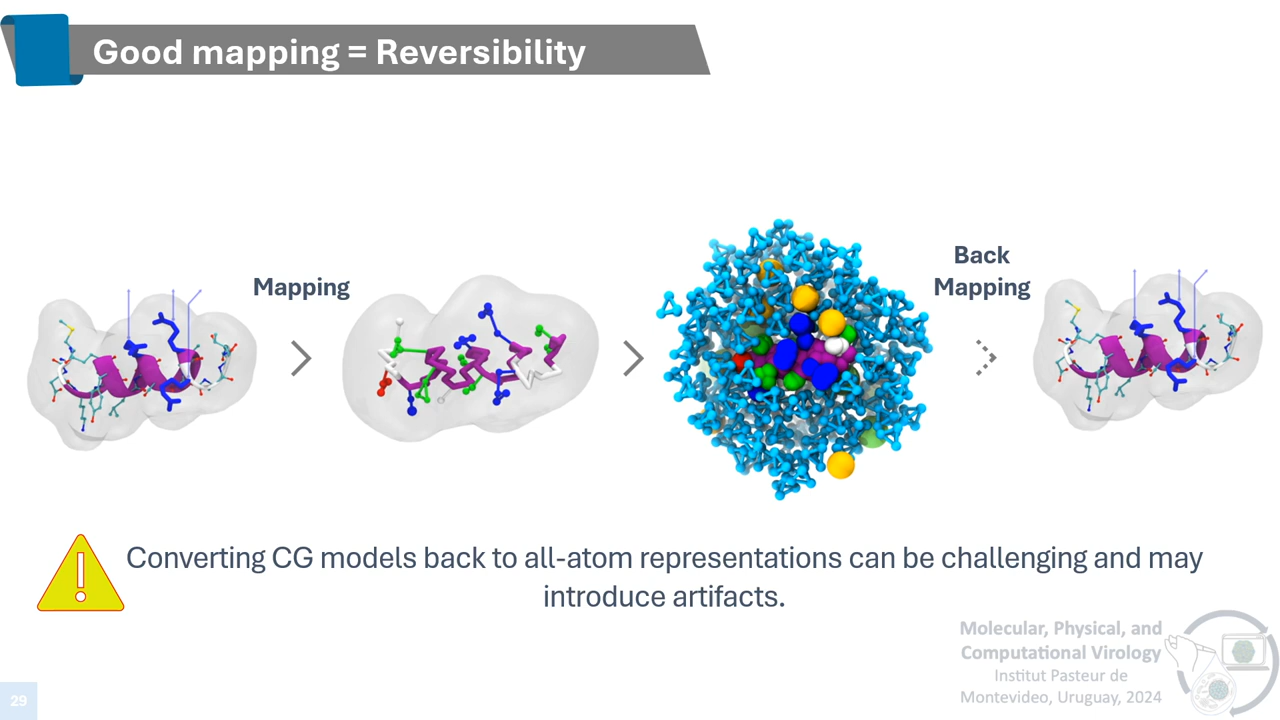 Good mapping = Reversibility
Mapping
Back
Mapping
Converting CG models back to all-atom representations can be challenging and may
introduce artifacts.
Molecular, Physical, and
Computational Virology
Institut Pasteur de
Montevideo, Uruguay, 2024
29